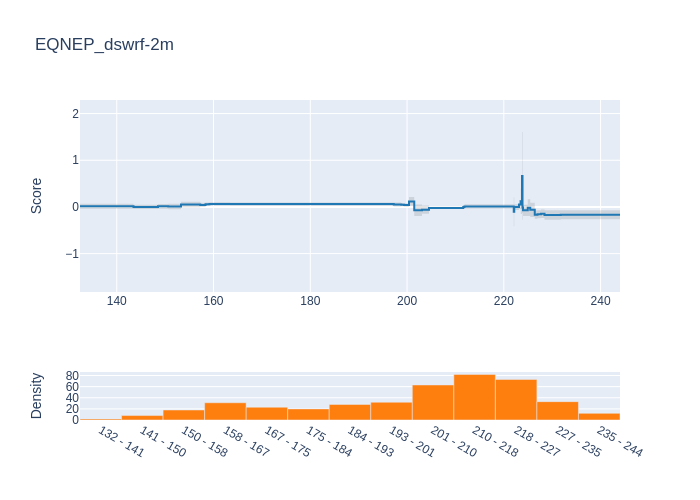 EQNEP_dswrf-2m
2
1
0
−1
Score
140
160
180
200
220
240
80
60
40
20
0
Density
132 - 141
141 - 150
150 - 158
158 - 167
167 - 175
175 - 184
184 - 193
193 - 201
201 - 210
210 - 218
218 - 227
227 - 235
235 - 244